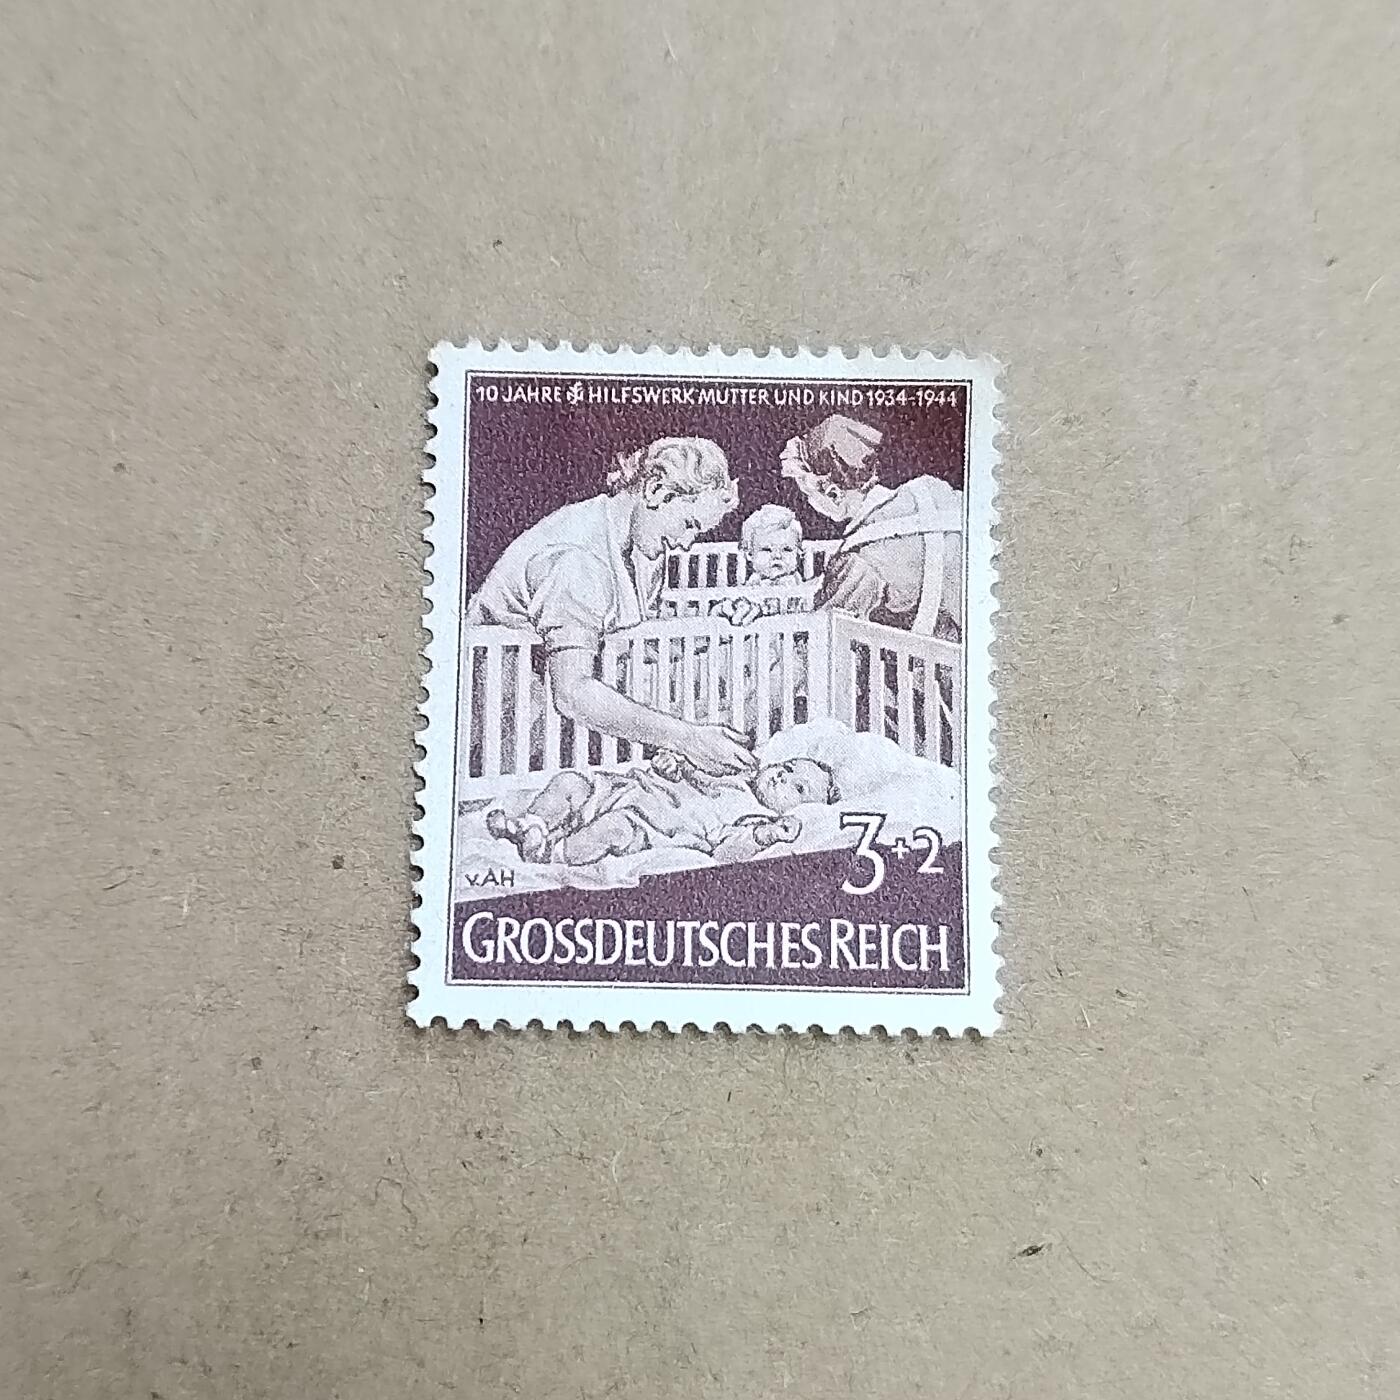 10 JAHRE HILFSWERK MUTTER UND KIND 1934-1944
3+2
v.AH
GROSSDEUTSCHES REICH